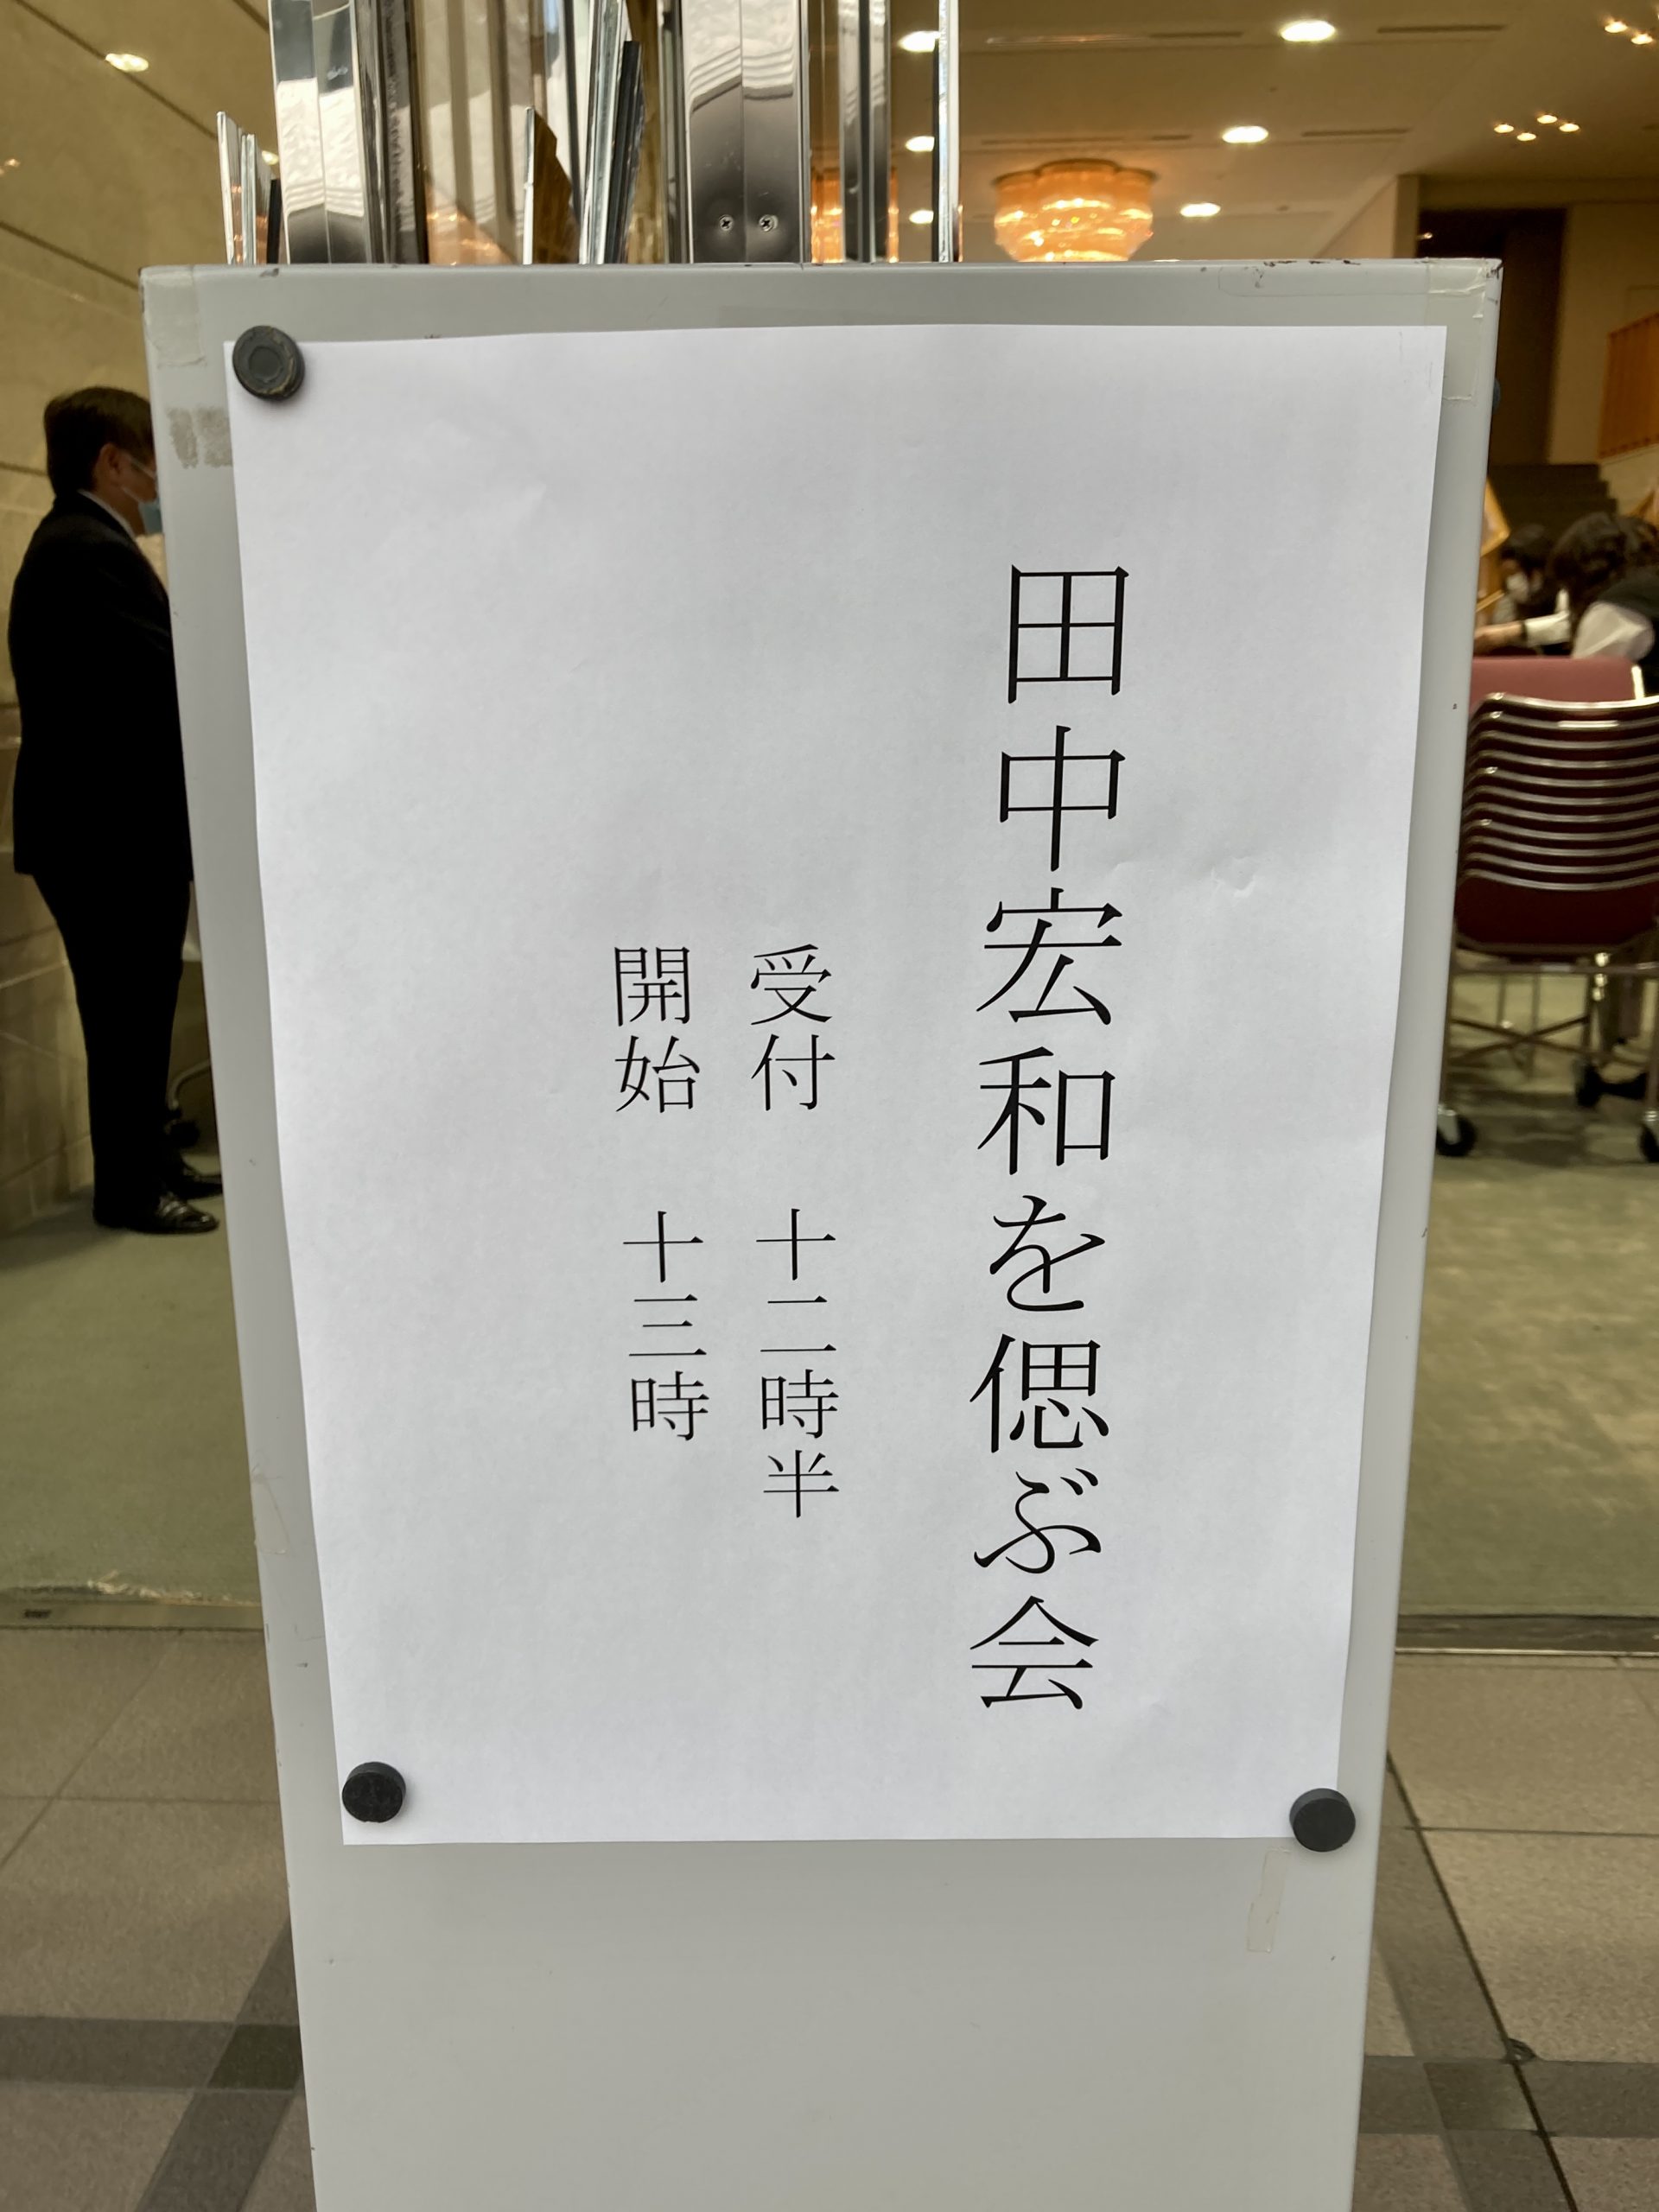 田中宏和を偲ぶ会
受付　十二時半
開始　十三時